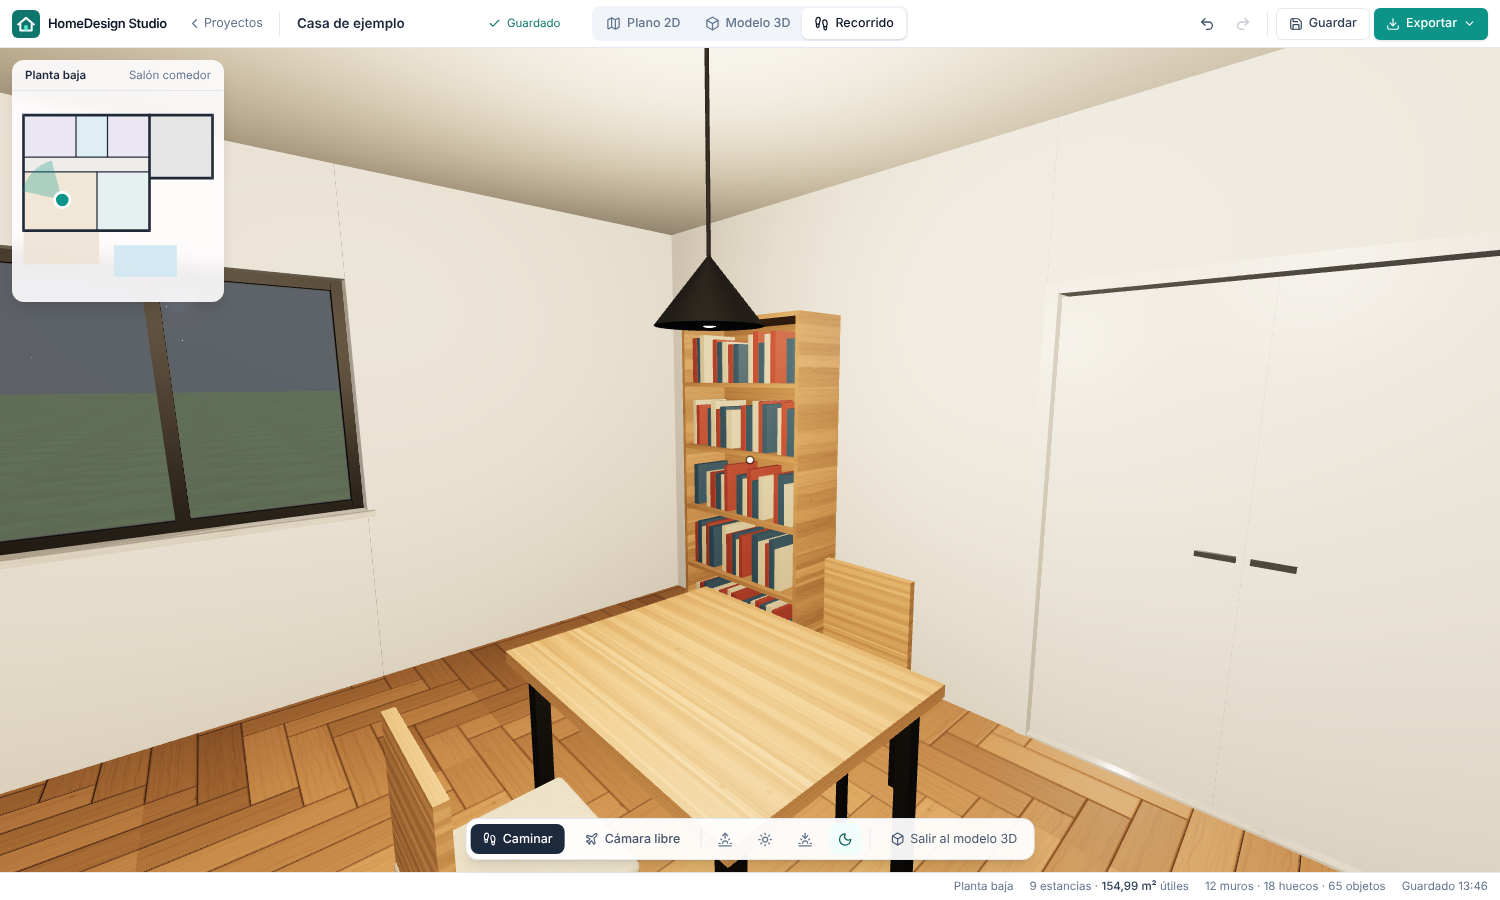 HomeDesign Studio
Proyectos
Casa de ejemplo
Guardado
Plano 2D
Modelo 3D
Recorrido
Guardar
Exportar
Planta baja
Salón comedor
Caminar
Cámara libre
Salir al modelo 3D
Planta baja
9 estancias · 154,99 m² útiles
12 muros · 18 huecos · 65 objetos
Guardado 13:46